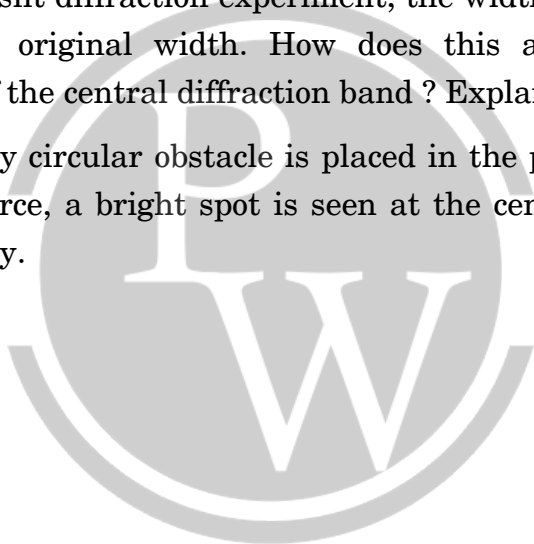 slit diffraction experiment, the width
original width. How does this a
the central diffraction band ? Explai
y circular obstacle is placed in the p
rce, a bright spot is seen at the cen
y.
PW